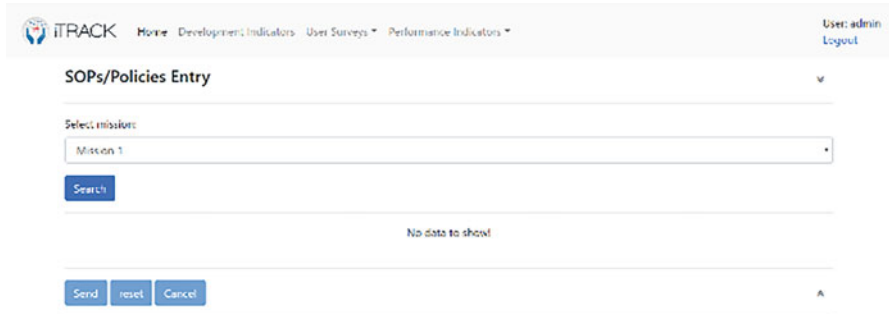 iTRACK Home Development Indicators User Surveys Performance Indicators User: admin
Logout
SOPs/Policies Entry
Select mission:
Mission 1
Search
No data to show!
Send reset Cancel